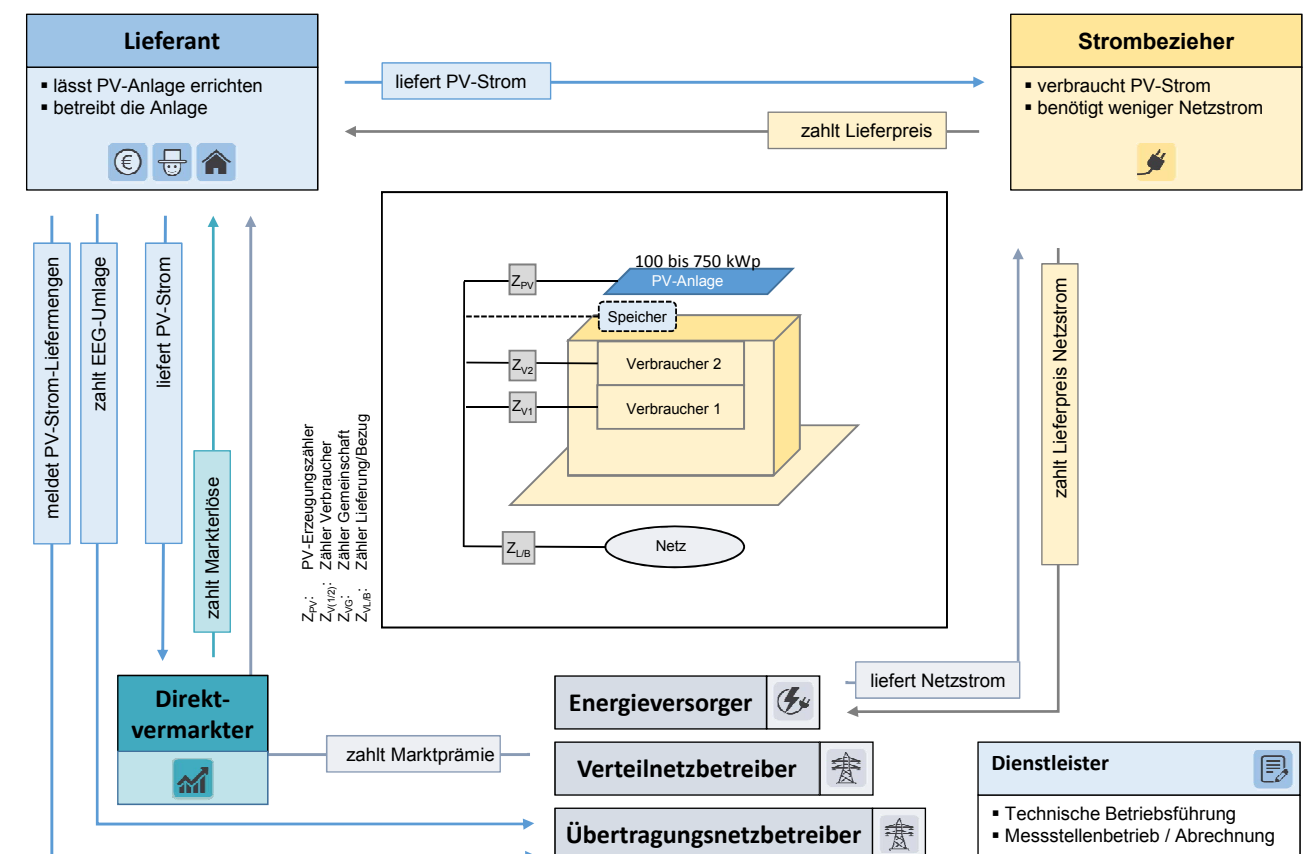 Lieferant
▪ lässt PV-Anlage errichten
▪ betreibt die Anlage
€
liefert PV-Strom
zahlt Lieferpreis
Strombezieher
▪ verbraucht PV-Strom
▪ benötigt weniger Netzstrom
meldet PV-Strom-Liefermengen
zahlt EEG-Umlage
liefert PV-Strom
zahlt Markterlöse
Z_PV: PV-Erzeugungszähler
Z_V(1/2): Zähler Verbraucher
Z_VG: Zähler Gemeinschaft
Z_VL/B: Zähler Lieferung/Bezug
100 bis 750 kWp
Z_PV
PV-Anlage
Speicher
Z_V2
Verbraucher 2
Z_V1
Verbraucher 1
Z_L/B
Netz
zahlt Lieferpreis Netzstrom
liefert Netzstrom
Direkt-
vermarkter
zahlt Marktprämie
Energieversorger
Verteilnetzbetreiber
Übertragungsnetzbetreiber
Dienstleister
▪ Technische Betriebsführung
▪ Messstellenbetrieb / Abrechnung